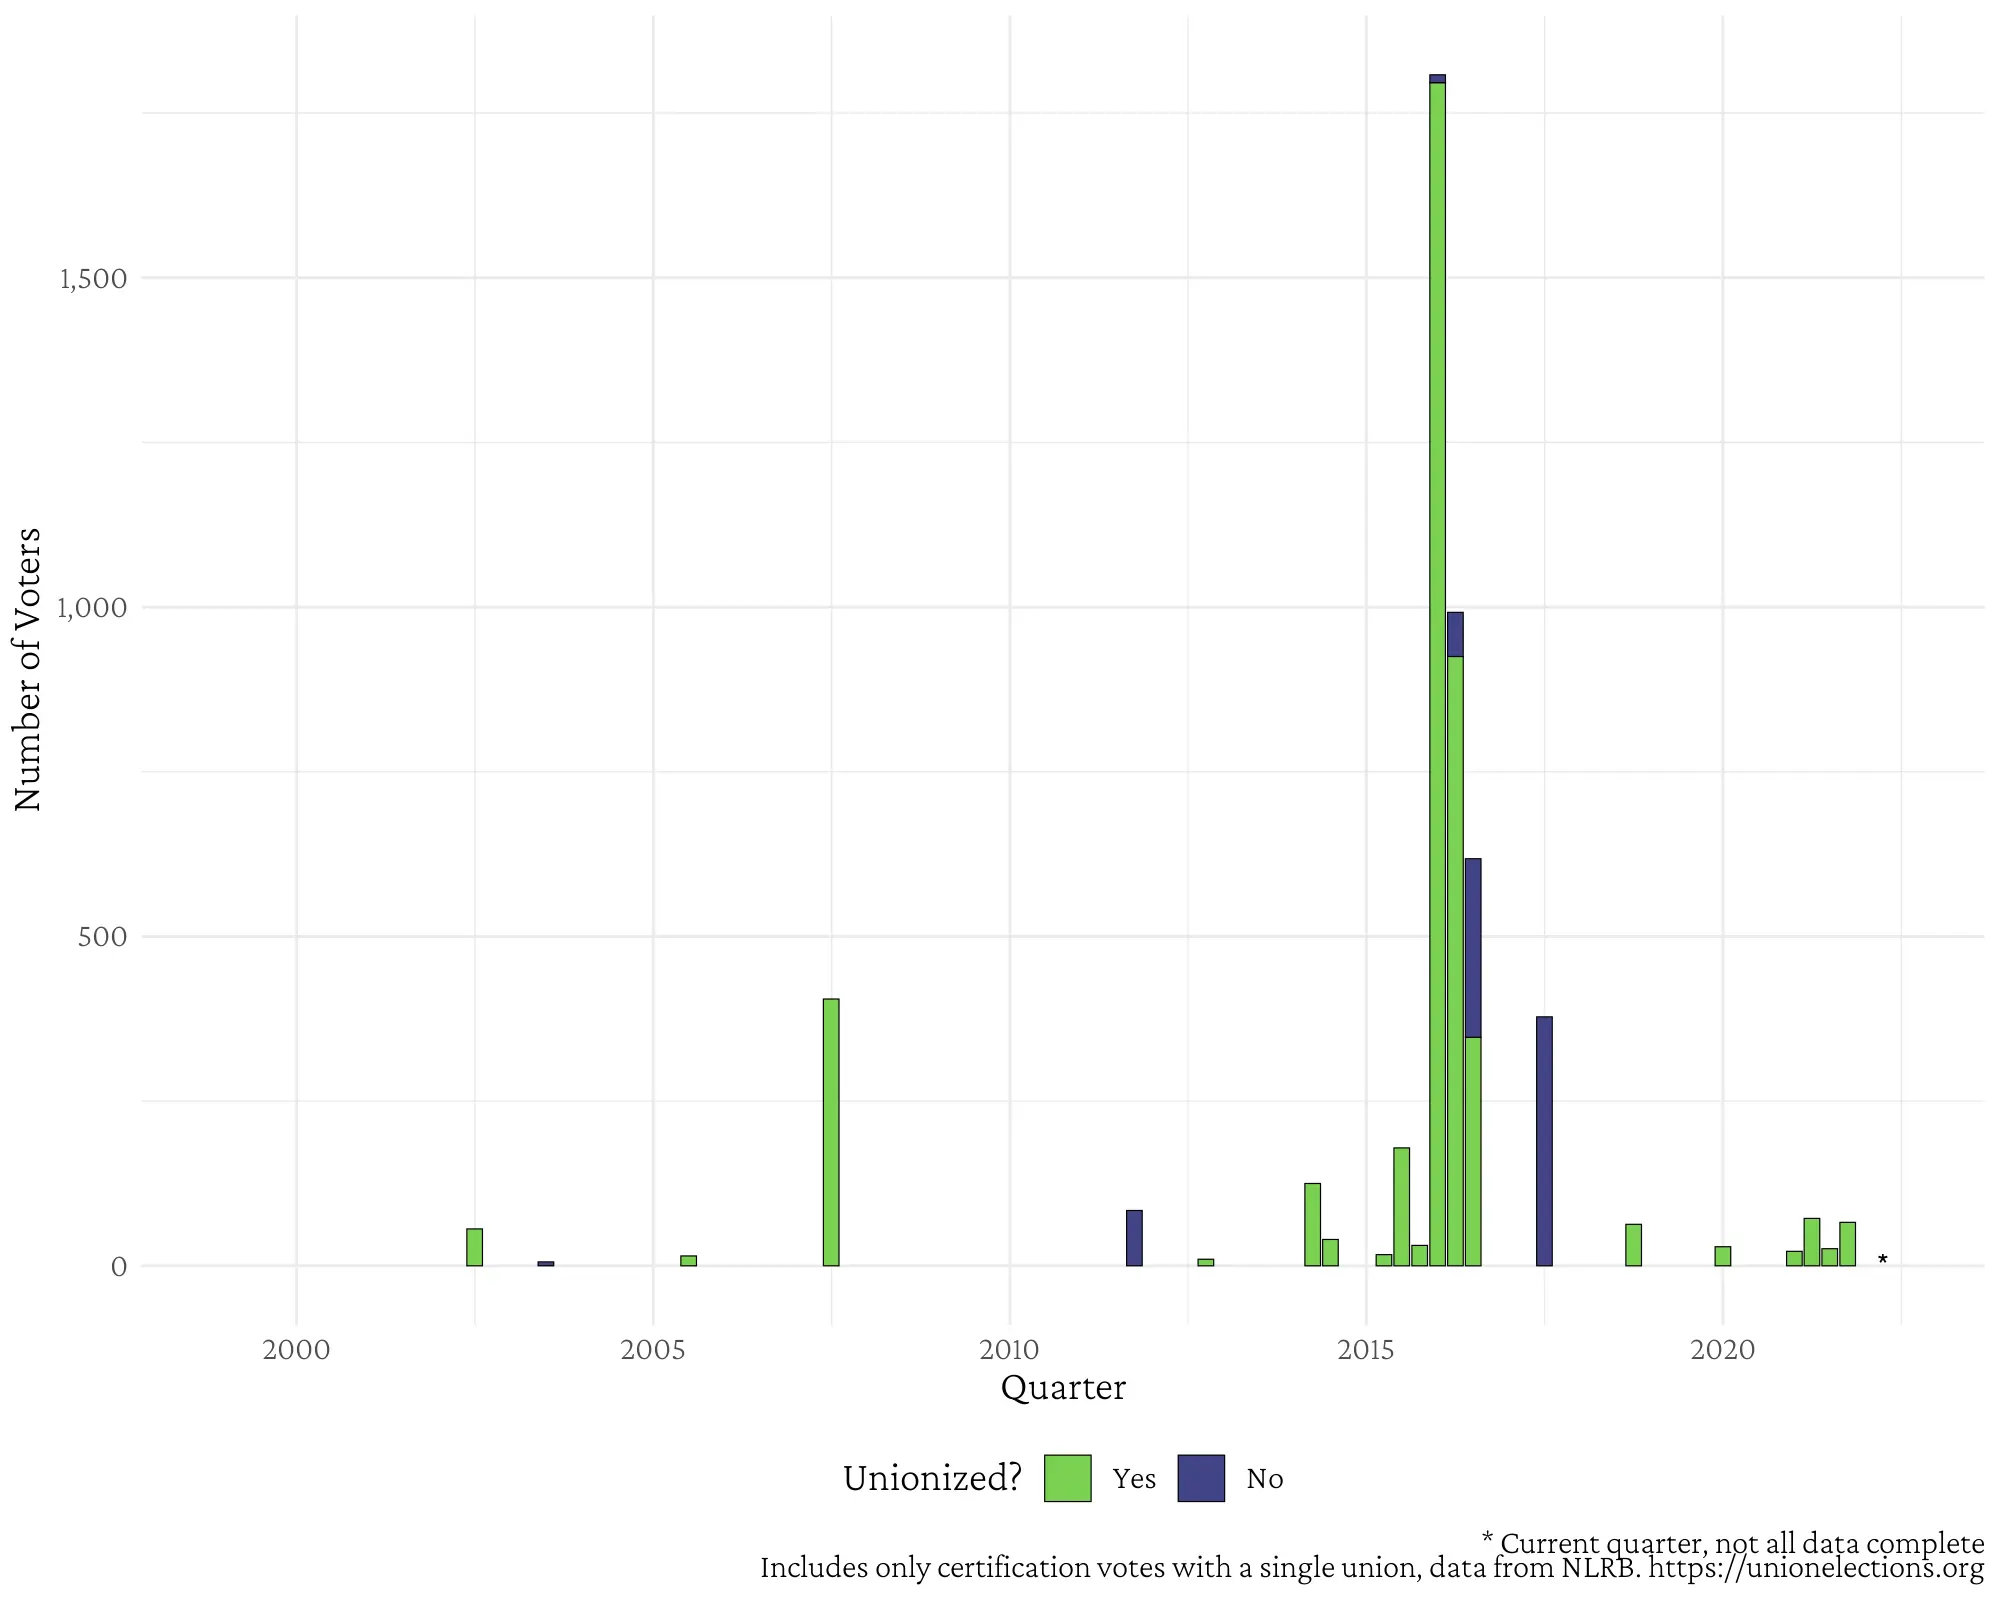 Number of Voters
1,500
1,000
500
0
*
2000 2005 2010 2015 2020
Quarter
Unionized? Yes No
* Current quarter, not all data complete
Includes only certification votes with a single union, data from NLRB. https://unionelections.org